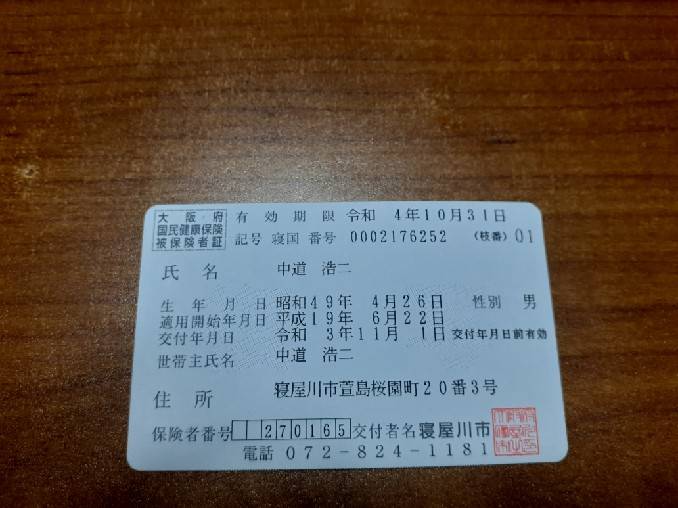 大阪府
国民健康保険
被保険者証
有効期限 令和 4年10月31日
記号 寝国 番号 0002176252 (枝番) 01
氏名 中道 浩二
生年月日 昭和49年 4月26日 性別 男
適用開始年月日 平成19年 6月22日
交付年月日 令和 3年11月 1日 交付年月日前有効
世帯主氏名 中道 浩二
住所 寝屋川市萱島桜園町20番3号
保険者番号 270165 交付者名 寝屋川市
電話 072-824-1181